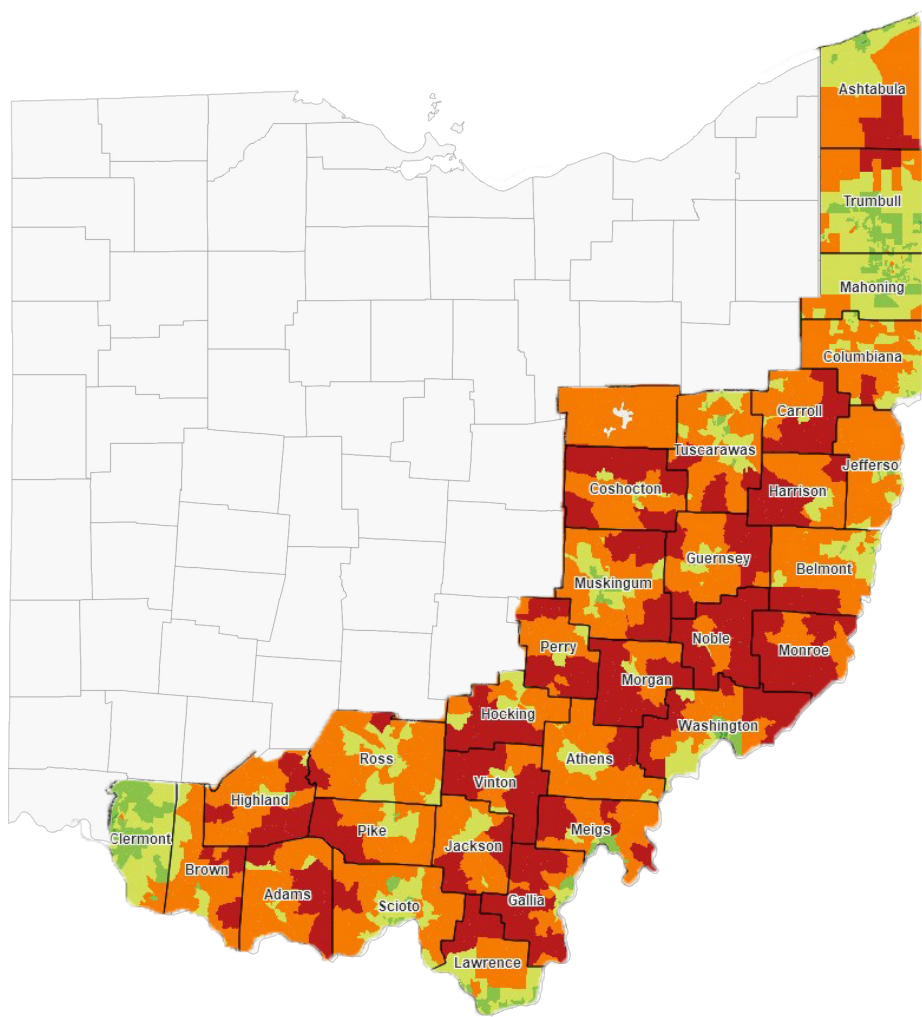 Ashtabula
Trumbull
Mahoning
Columbiana
Carroll
Tuscarawas
Jefferso
Coshocton
Harrison
Guernsey
Belmont
Muskingum
Noble
Perry
Monroe
Morgan
Hocking
Washington
Ross
Athens
Vinton
Highland
Pike
Meigs
Clermont
Jackson
Brown
Adams
Gallia
Scioto
Lawrence